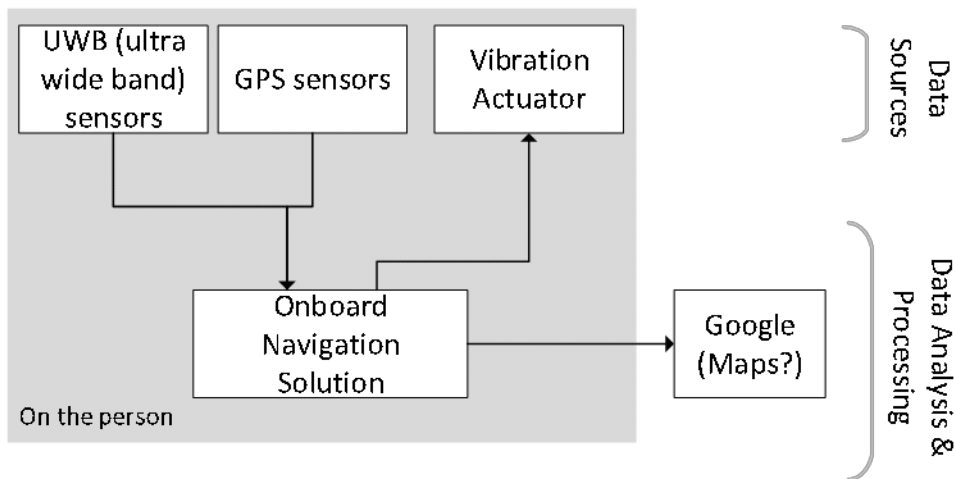 UWB (ultra
wide band)
sensors
GPS sensors
Vibration
Actuator
Data
Sources
Onboard
Navigation
Solution
Google
(Maps?)
Data Analysis &
Processing
On the person